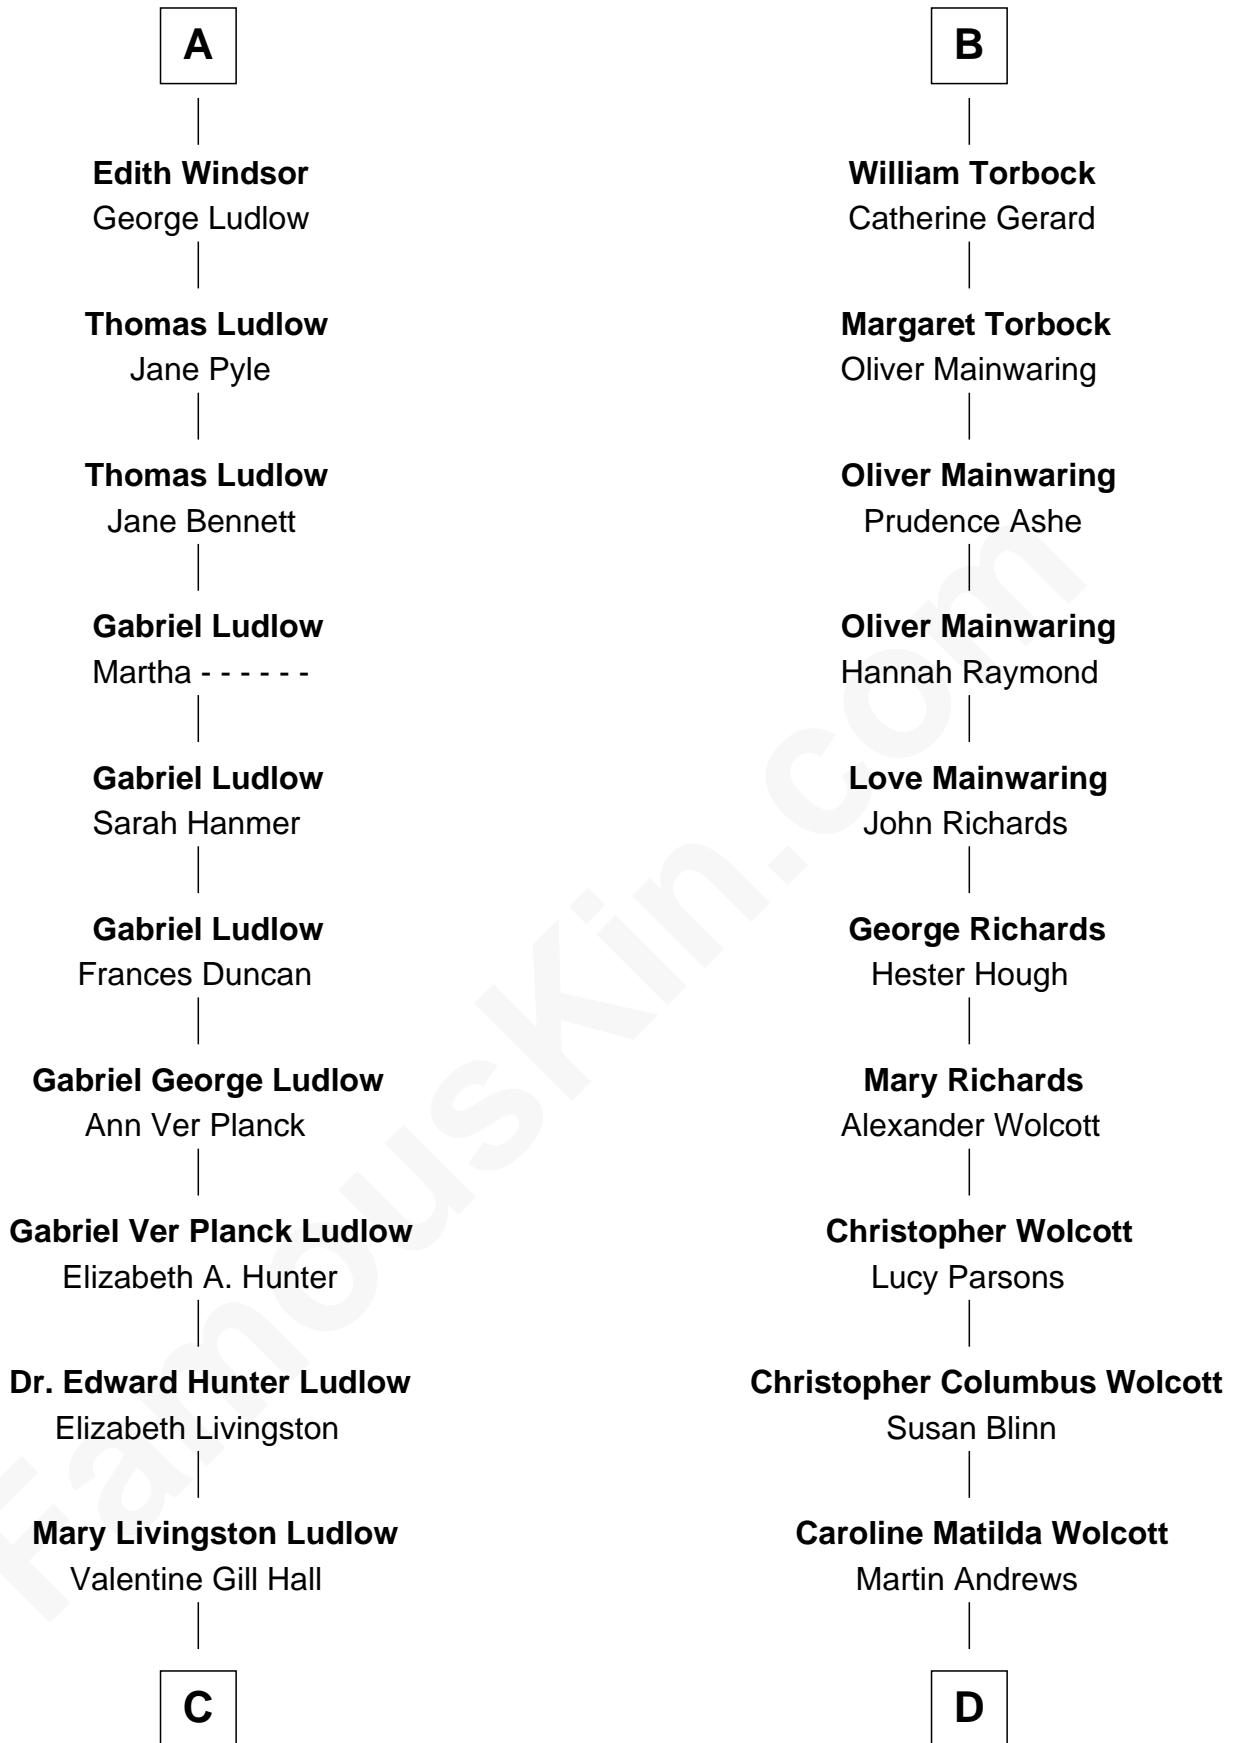 A
Edith Windsor
George Ludlow
Thomas Ludlow
Jane Pyle
Thomas Ludlow
Jane Bennett
Gabriel Ludlow
Martha - - - - - -
Gabriel Ludlow
Sarah Hanmer
Gabriel Ludlow
Frances Duncan
Gabriel George Ludlow
Ann Ver Planck
Gabriel Ver Planck Ludlow
Elizabeth A. Hunter
Dr. Edward Hunter Ludlow
Elizabeth Livingston
Mary Livingston Ludlow
Valentine Gill Hall
C
B
William Torbock
Catherine Gerard
Margaret Torbock
Oliver Mainwaring
Oliver Mainwaring
Prudence Ashe
Oliver Mainwaring
Hannah Raymond
Love Mainwaring
John Richards
George Richards
Hester Hough
Mary Richards
Alexander Wolcott
Christopher Wolcott
Lucy Parsons
Christopher Columbus Wolcott
Susan Blinn
Caroline Matilda Wolcott
Martin Andrews
D
FamousKin.com